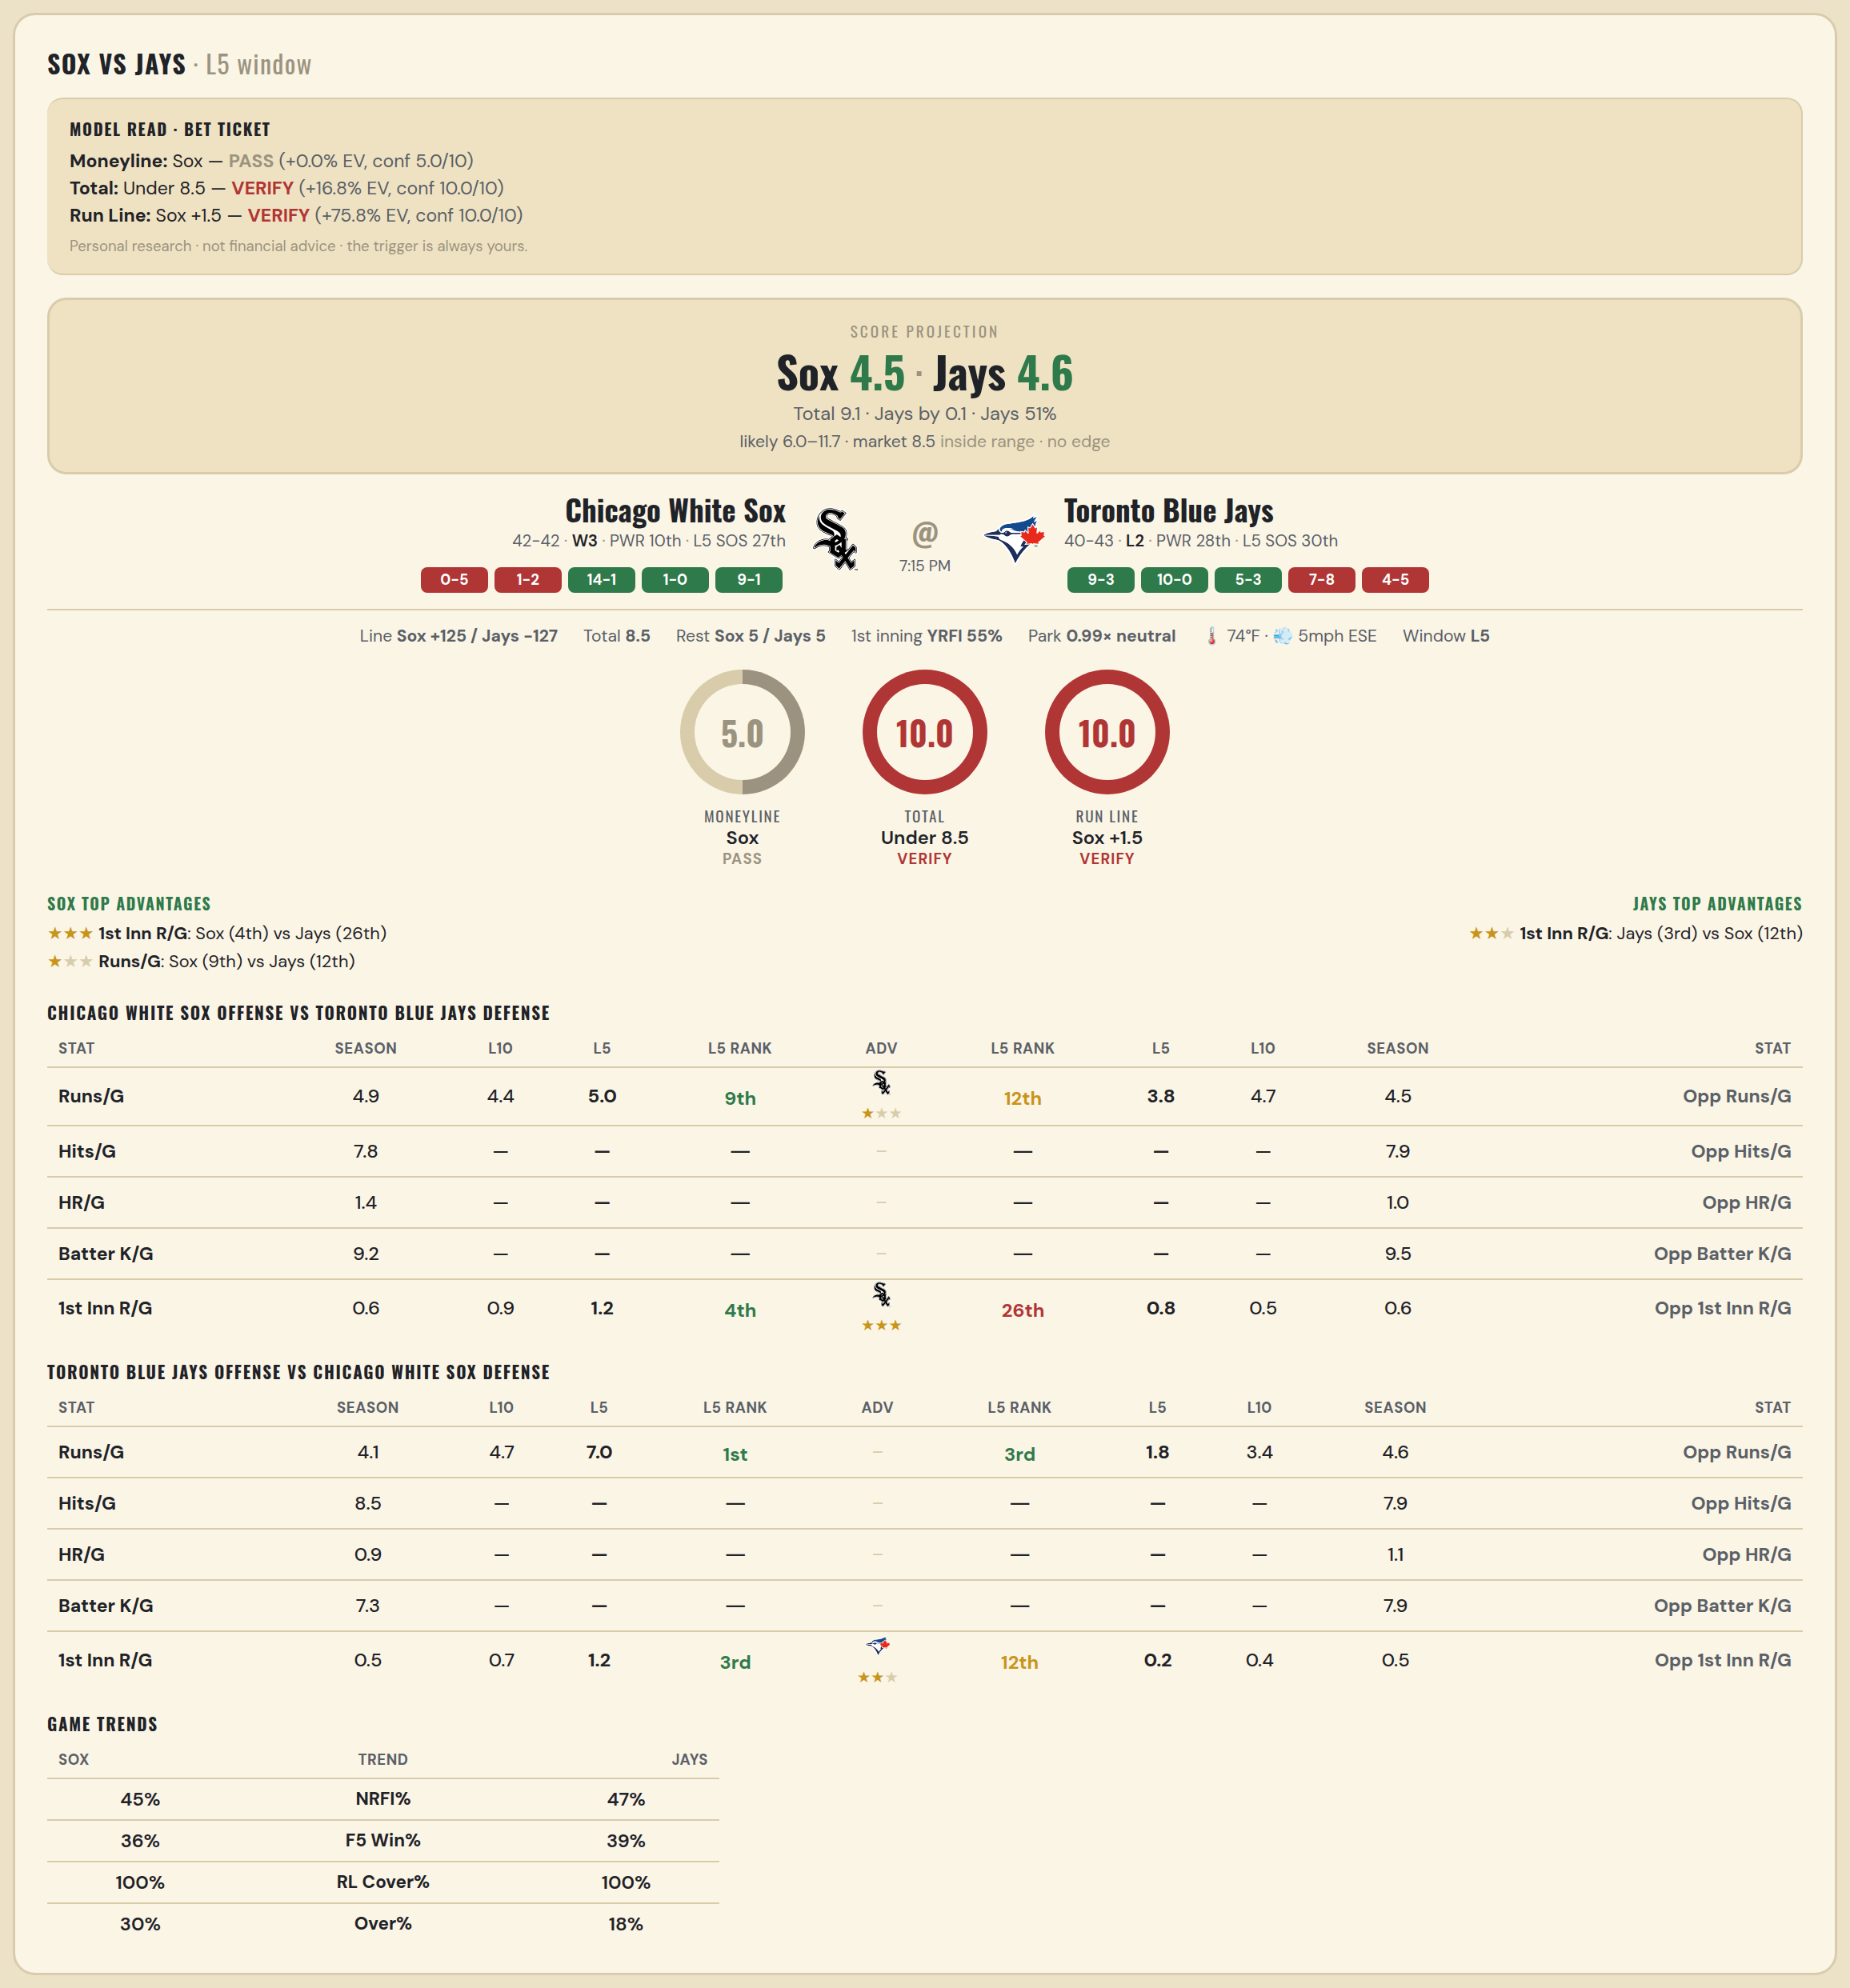 SOX VS JAYS · L5 window
MODEL READ · BET TICKET
Moneyline: Sox — PASS (+0.0% EV, conf 5.0/10)
Total: Under 8.5 — VERIFY (+16.8% EV, conf 10.0/10)
Run Line: Sox +1.5 — VERIFY (+75.8% EV, conf 10.0/10)
Personal research · not financial advice · the trigger is always yours.
SCORE PROJECTION
Sox 4.5 · Jays 4.6
Total 9.1 · Jays by 0.1 · Jays 51%
likely 6.0–11.7 · market 8.5 inside range · no edge
Chicago White Sox
42-42 · W3 · PWR 10th · L5 SOS 27th
0-5 1-2 14-1 1-0 9-1
Sox
@
7:15 PM
Toronto Blue Jays
40-43 · L2 · PWR 28th · L5 SOS 30th
9-3 10-0 5-3 7-8 4-5
Line Sox +125 / Jays -127 Total 8.5 Rest Sox 5 / Jays 5 1st inning YRFI 55% Park 0.99× neutral 🌡️ 74°F · 💨 5mph ESE Window L5
5.0 10.0 10.0
MONEYLINE TOTAL RUN LINE
Sox Under 8.5 Sox +1.5
PASS VERIFY VERIFY
SOX TOP ADVANTAGES
★★★ 1st Inn R/G: Sox (4th) vs Jays (26th)
★★★ Runs/G: Sox (9th) vs Jays (12th)
JAYS TOP ADVANTAGES
★★★ 1st Inn R/G: Jays (3rd) vs Sox (12th)
CHICAGO WHITE SOX OFFENSE VS TORONTO BLUE JAYS DEFENSE
STAT SEASON L10 L5 L5 RANK ADV L5 RANK L5 L10 SEASON STAT
Runs/G 4.9 4.4 5.0 9th Sox ★★★ 12th 3.8 4.7 4.5 Opp Runs/G
Hits/G 7.8 — — — – — — — 7.9 Opp Hits/G
HR/G 1.4 — — — – — — — 1.0 Opp HR/G
Batter K/G 9.2 — — — – — — — 9.5 Opp Batter K/G
1st Inn R/G 0.6 0.9 1.2 4th Sox ★★★ 26th 0.8 0.5 0.6 Opp 1st Inn R/G
TORONTO BLUE JAYS OFFENSE VS CHICAGO WHITE SOX DEFENSE
STAT SEASON L10 L5 L5 RANK ADV L5 RANK L5 L10 SEASON STAT
Runs/G 4.1 4.7 7.0 1st – 3rd 1.8 3.4 4.6 Opp Runs/G
Hits/G 8.5 — — — – — — — 7.9 Opp Hits/G
HR/G 0.9 — — — – — — — 1.1 Opp HR/G
Batter K/G 7.3 — — — – — — — 7.9 Opp Batter K/G
1st Inn R/G 0.5 0.7 1.2 3rd ★★★ 12th 0.2 0.4 0.5 Opp 1st Inn R/G
GAME TRENDS
SOX TREND JAYS
45% NRFI% 47%
36% F5 Win% 39%
100% RL Cover% 100%
30% Over% 18%